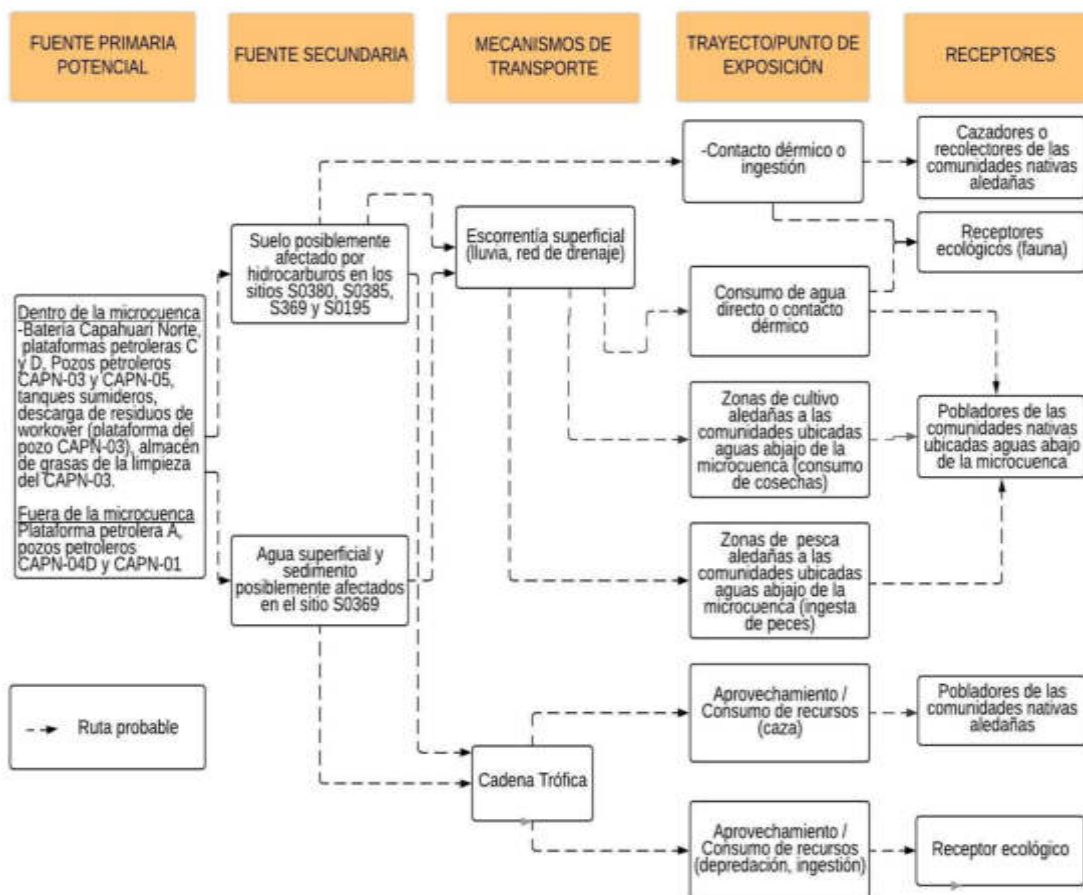 FUENTE PRIMARIA
POTENCIAL
FUENTE SECUNDARIA
MECANISMOS DE
TRANSPORTE
TRAYECTO/PUNTO DE
EXPOSICIÓN
RECEPTORES
Dentro de la microcuenca
-Batería Capahuari Norte,
plataformas petroleras C
y D, Pozos petroleros
CAPN-03 y CAPN-05,
tanques sumideros,
descarga de residuos de
workover (plataforma del
pozo CAPN-03), almacén
de grasas de la limpieza
del CAPN-03.
Fuera de la microcuenca
Plataforma petrolera A,
pozos petroleros
CAPN-04D y CAPN-01
Ruta probable
Suelo posiblemente
afectado por
hidrocarburos en los
sitios S0380, S0385,
S369 y S0195
Agua superficial y
sedimento
posiblemente afectados
en el sitio S0369
Escorrentía superficial
(lluvia, red de drenaje)
Cadena Trófica
-Contacto dérmico o
ingestión
Consumo de agua
directo o contacto
dérmico
Zonas de cultivo
aledañas a las
comunidades ubicadas
aguas abjajo de la
microcuenca (consumo
de cosechas)
Zonas de pesca
aledañas a las
comunidades ubicadas
aguas abjajo de la
microcuenca (ingesta
de peces)
Aprovechamiento /
Consumo de recursos
(caza)
Aprovechamiento /
Consumo de recursos
(depredación, ingestión)
Cazadores o
recolectores de las
comunidades nativas
aledañas
Receptores
ecológicos (fauna)
Pobladores de las
comunidades nativas
ubicadas aguas abajo
de la microcuenca
Pobladores de las
comunidades nativas
aledañas
Receptor ecológico